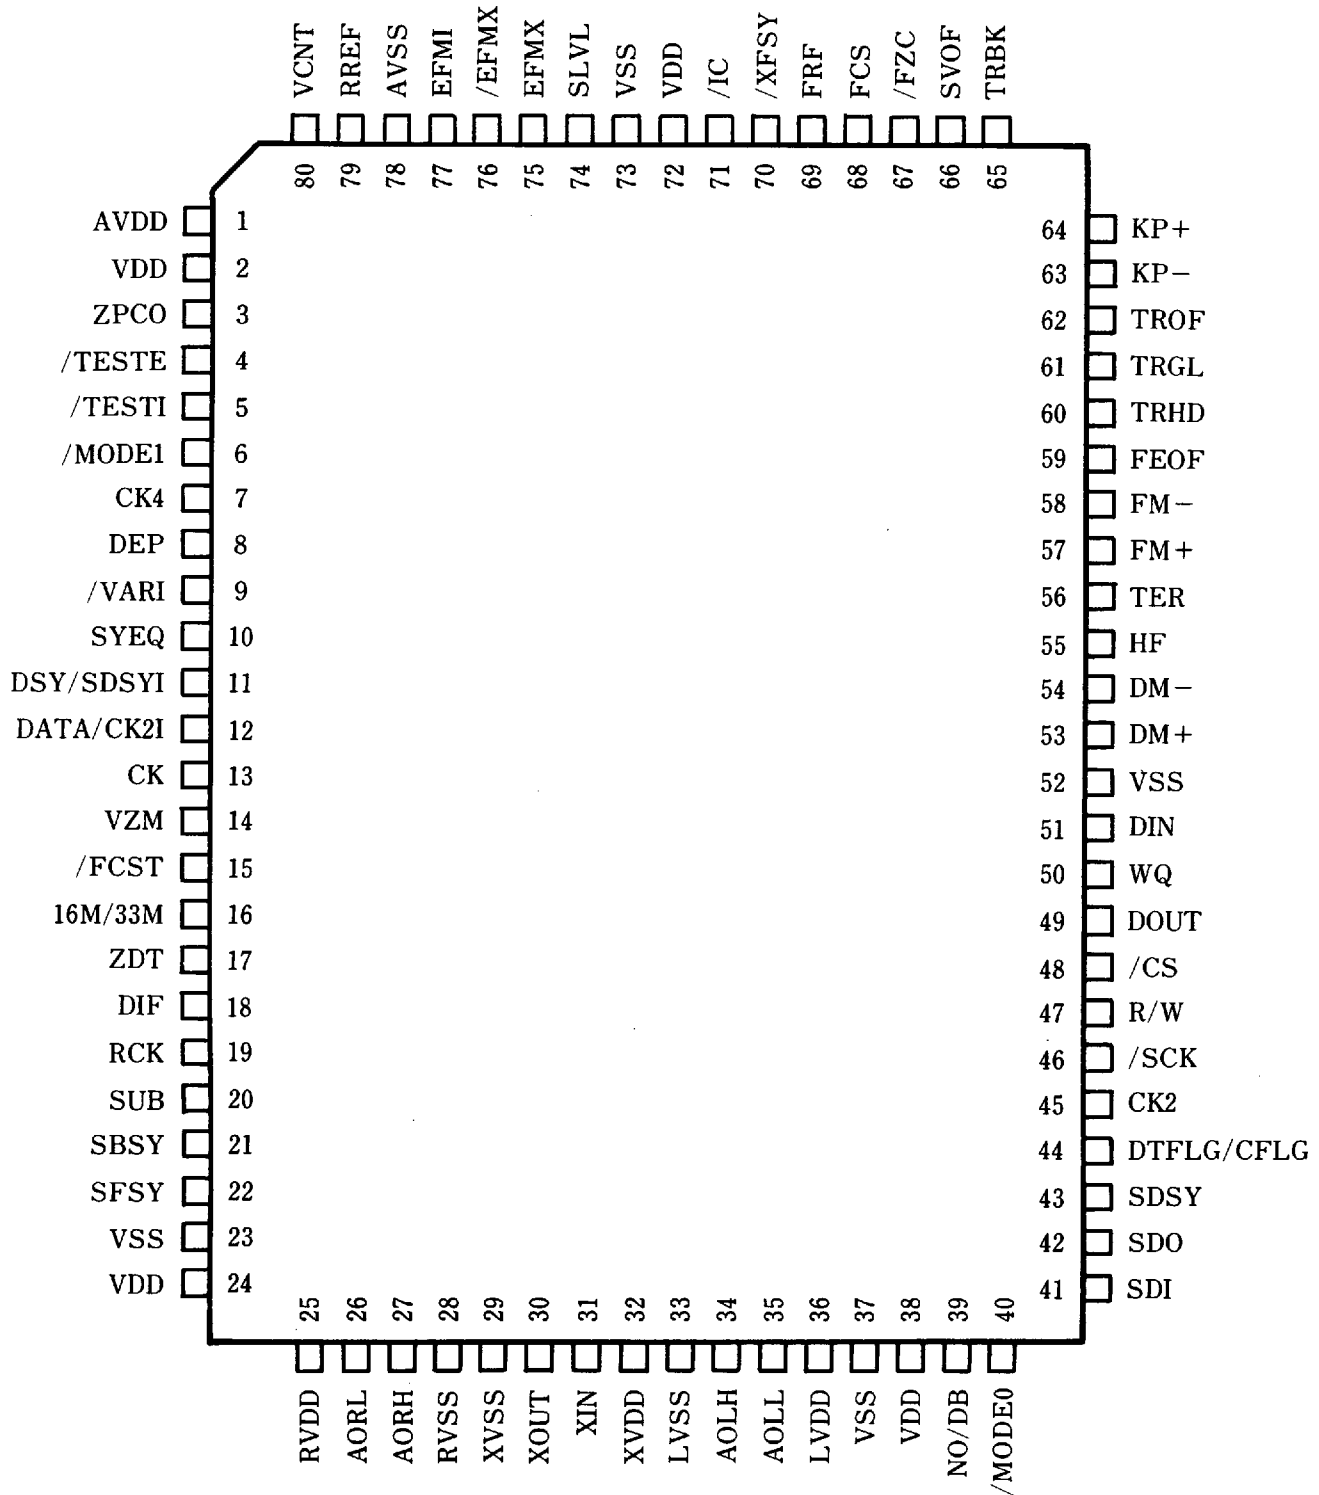 VCNT
RREF
AVSS
EFMI
/EFMX
EFMX
SLVL
VSS
VDD
/IC
/XFSY
FRF
FCS
/FZC
SVOF
TRBK
80
79
78
77
76
75
74
73
72
71
70
69
68
67
66
65
AVDD 1
VDD 2
ZPCO 3
/TESTE 4
/TESTI 5
/MODE1 6
CK4 7
DEP 8
/VARI 9
SYEQ 10
DSY/SDSYI 11
DATA/CK2I 12
CK 13
VZM 14
/FCST 15
16M/33M 16
ZDT 17
DIF 18
RCK 19
SUB 20
SBSY 21
SFSY 22
VSS 23
VDD 24
64 KP+
63 KP−
62 TROF
61 TRGL
60 TRHD
59 FEOF
58 FM−
57 FM+
56 TER
55 HF
54 DM−
53 DM+
52 VSS
51 DIN
50 WQ
49 DOUT
48 /CS
47 R/W
46 /SCK
45 CK2
44 DTFLG/CFLG
43 SDSY
42 SDO
41 SDI
25
26
27
28
29
30
31
32
33
34
35
36
37
38
39
40
RVDD
AORL
AORH
RVSS
XVSS
XOUT
XIN
XVDD
LVSS
AOLH
AOLL
LVDD
VSS
VDD
NO/DB
/MODE0